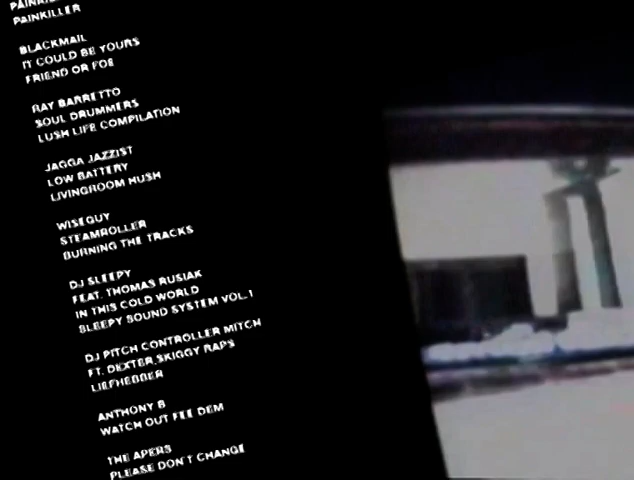 PAINKILLER
BLACKMAIL
IT COULD BE YOURS
FRIEND OR FOE
RAY BARRETTO
SOUL DRUMMERS
LUSH LIFE COMPILATION
JAGGA JAZZIST
LOW BATTERY
LIVINGROOM HUSH
WISEGUY
STEAMROLLER
BURNING THE TRACKS
DJ SLEEPY
FEAT. THOMAS RUSIAK
IN THIS COLD WORLD
SLEEPY SOUND SYSTEM VOL.1
DJ PITCH CONTROLLER MITCH
FT. DEXTER,SKIGGY RAPS
LIEFHEBBER
ANTHONY B
WATCH OUT FEE DEM
THE APERS
PLEASE DON'T CHANGE